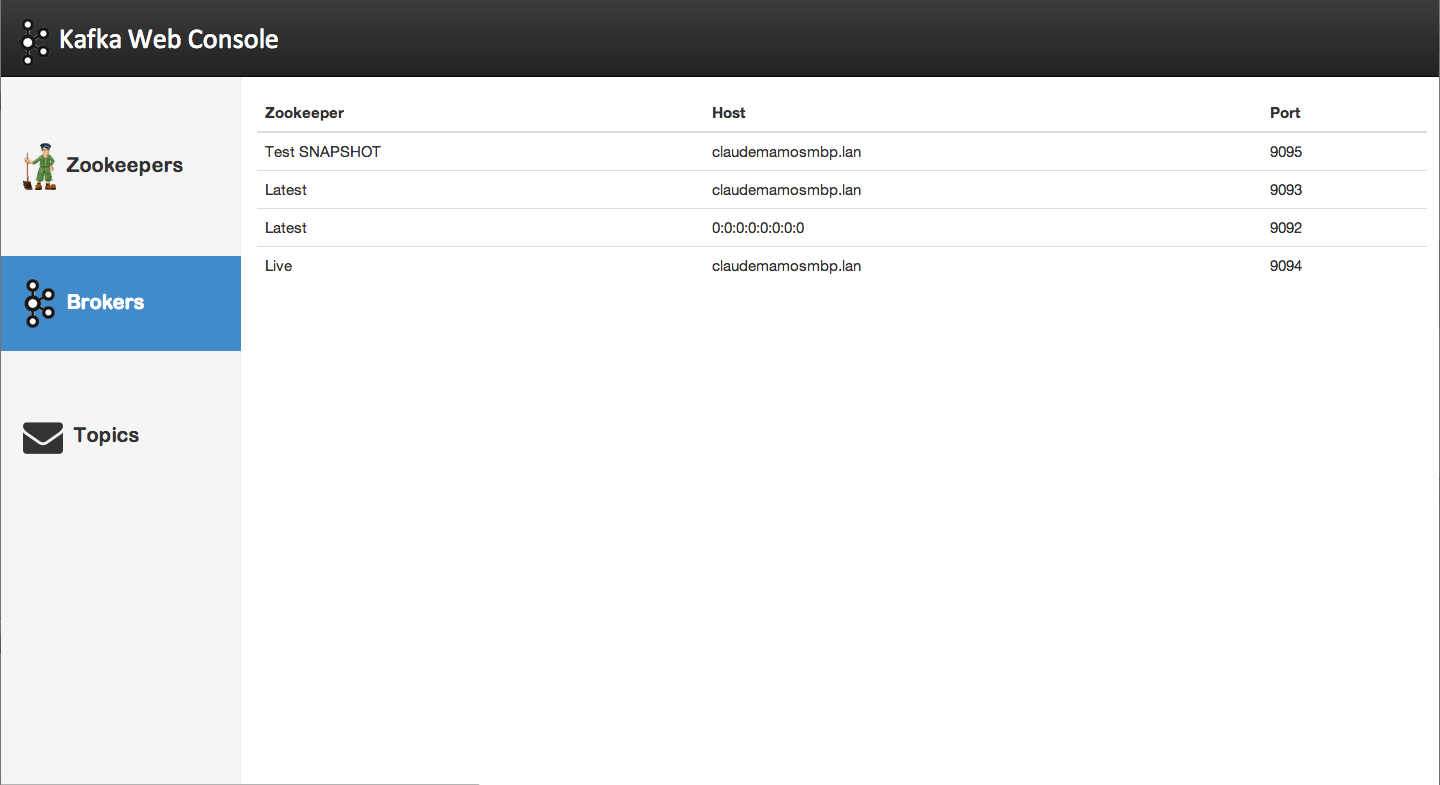 Kafka Web Console
Zookeepers
Brokers
Topics
Zookeeper Host Port
Test SNAPSHOT claudemamosmbp.lan 9095
Latest claudemamosmbp.lan 9093
Latest 0:0:0:0:0:0:0:0 9092
Live claudemamosmbp.lan 9094